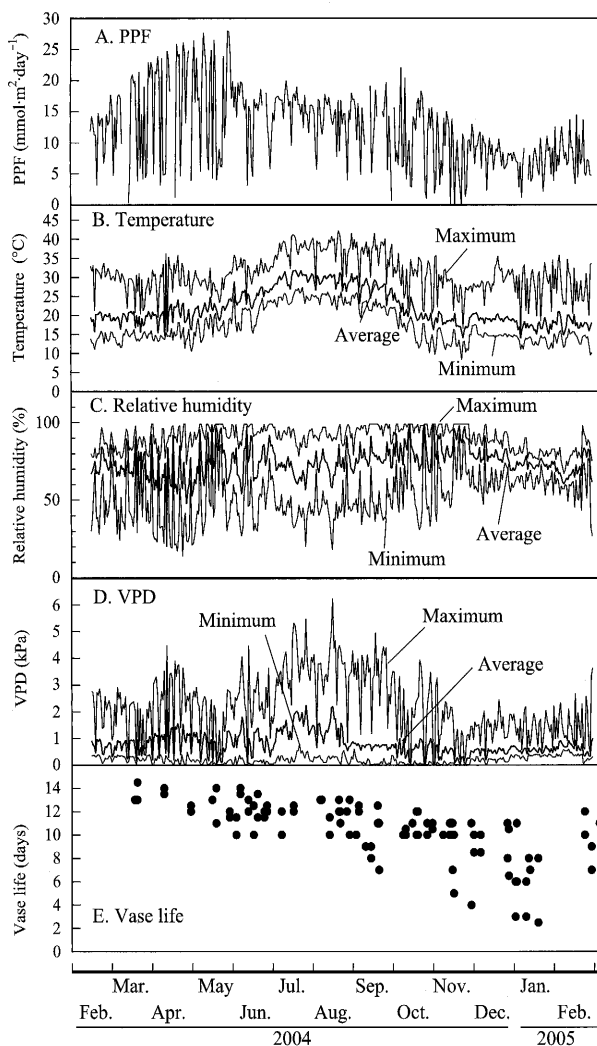 30
A. PPF
25
20
15
10
5
0
PPF (mmol·m²·day⁻¹)
B. Temperature
45
40
35
30
25
20
15
10
5
0
Temperature (°C)
Maximum
Average
Minimum
C. Relative humidity
100
50
0
Relative humidity (%)
Maximum
Average
Minimum
D. VPD
6
5
4
3
2
1
0
VPD (kPa)
Minimum
Maximum
Average
14
12
10
8
6
4
2
0
Vase life (days)
E. Vase life
Mar. May Jul. Sep. Nov. Jan.
Feb. Apr. Jun. Aug. Oct. Dec. Feb.
2004 2005